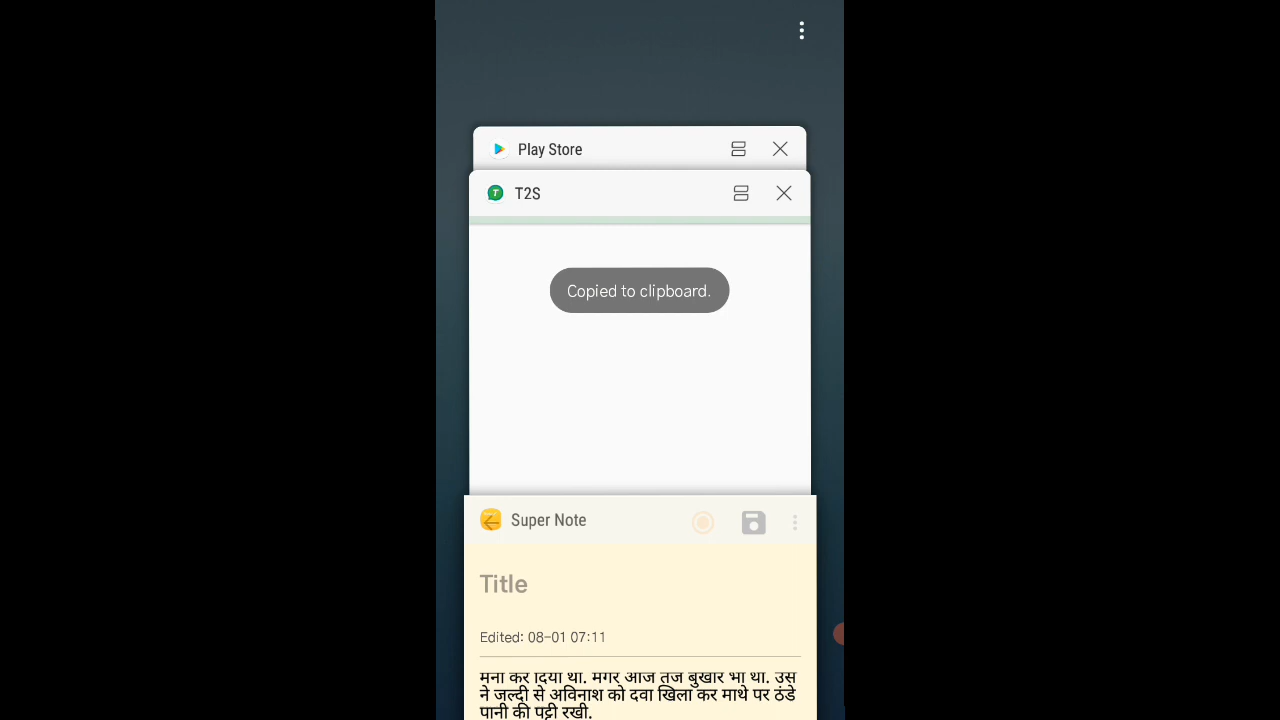 Play Store
T2S
Copied to clipboard.
Super Note
Title
Edited: 08-01 07:11
मना कर दिया था. मगर आज तेज बुखार भी था. उस
ने जल्दी से अविनाश को दवा खिला कर माथे पर ठंडे
पानी की पट्टी रखी.